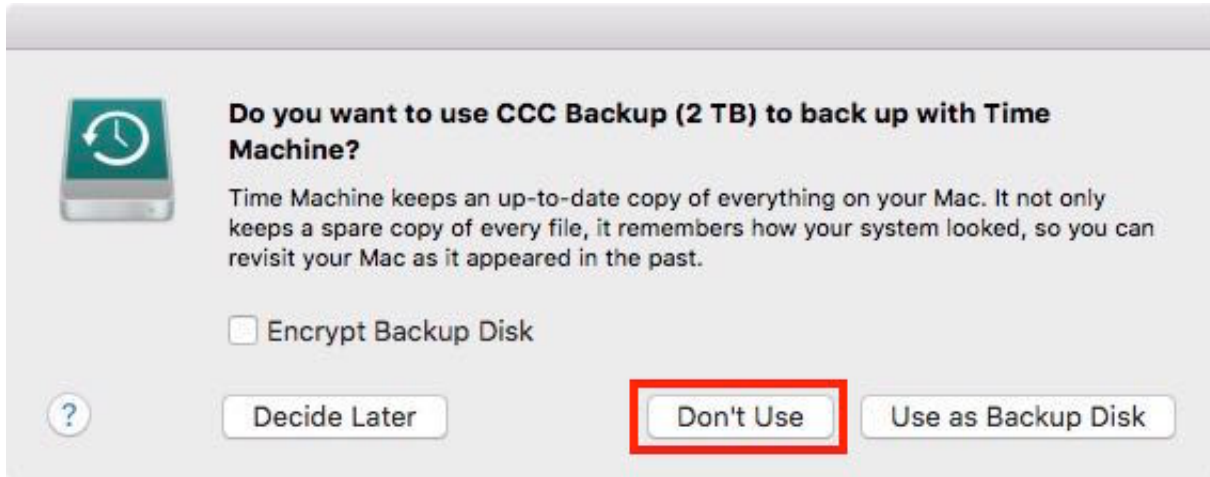 Do you want to use CCC Backup (2 TB) to back up with Time
Machine?
Time Machine keeps an up-to-date copy of everything on your Mac. It not only
keeps a spare copy of every file, it remembers how your system looked, so you can
revisit your Mac as it appeared in the past.
Encrypt Backup Disk
?
Decide Later
Don't Use
Use as Backup Disk